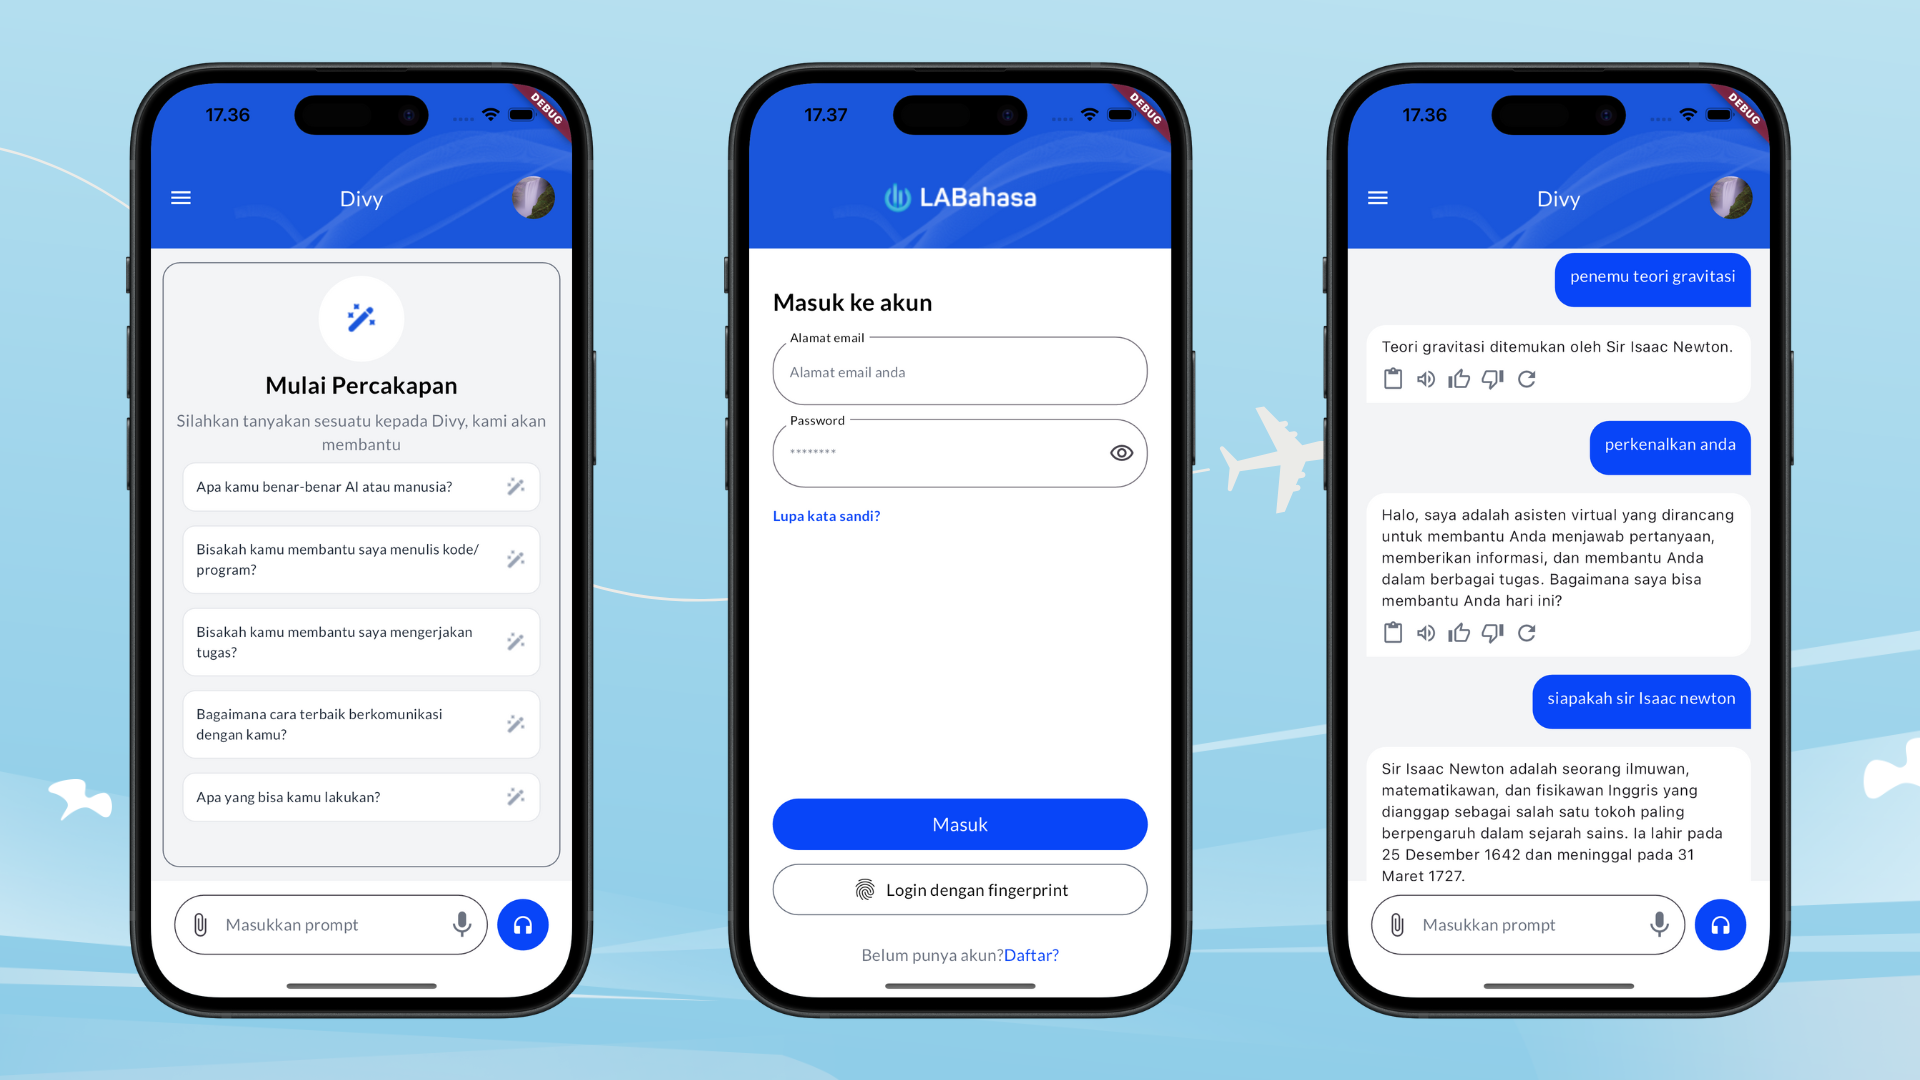 17.36
DEBUG
Divy
Mulai Percakapan
Silahkan tanyakan sesuatu kepada Divy, kami akan
membantu
Apa kamu benar-benar AI atau manusia?
Bisakah kamu membantu saya menulis kode/
program?
Bisakah kamu membantu saya mengerjakan
tugas?
Bagaimana cara terbaik berkomunikasi
dengan kamu?
Apa yang bisa kamu lakukan?
Masukkan prompt
17.37
DEBUG
LABahasa
Masuk ke akun
Alamat email
Alamat email anda
Password
********
Lupa kata sandi?
Masuk
Login dengan fingerprint
Belum punya akun?Daftar?
17.36
DEBUG
Divy
penemu teori gravitasi
Teori gravitasi ditemukan oleh Sir Isaac Newton.
perkenalkan anda
Halo, saya adalah asisten virtual yang dirancang
untuk membantu Anda menjawab pertanyaan,
memberikan informasi, dan membantu Anda
dalam berbagai tugas. Bagaimana saya bisa
membantu Anda hari ini?
siapakah sir Isaac newton
Sir Isaac Newton adalah seorang ilmuwan,
matematikawan, dan fisikawan Inggris yang
dianggap sebagai salah satu tokoh paling
berpengaruh dalam sejarah sains. Ia lahir pada
25 Desember 1642 dan meninggal pada 31
Maret 1727.
Masukkan prompt